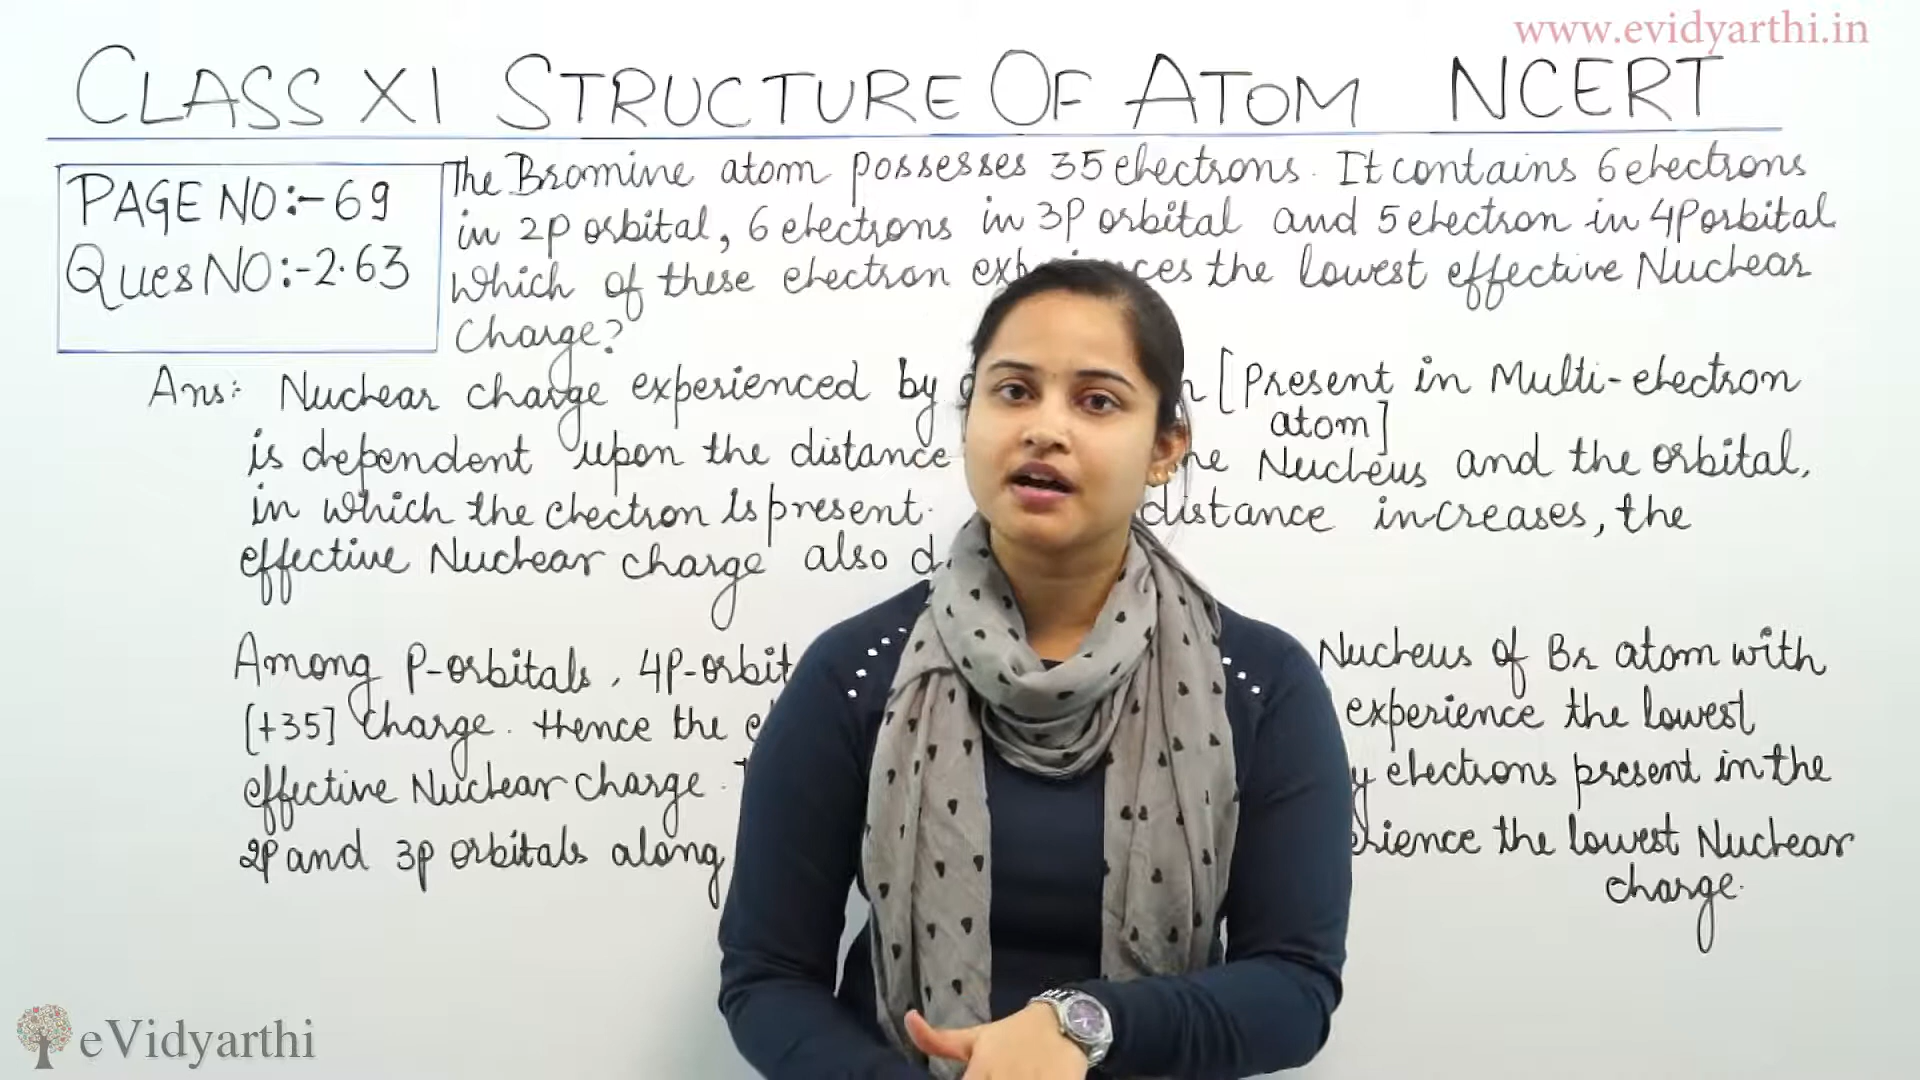 www.evidyarthi.in
CLASS XI STRUCTURE OF ATOM NCERT
PAGE NO:-69
Ques NO:-2.63
The Bromine atom possesses 35 electrons. It contains 6 electrons
in 2p orbital, 6 electrons in 3P orbital and 5 electron in 4P orbital
Which of these electron the lowest effective Nuclear
Charge?
Ans: Nuclear charge experienced by [Present in Multi-electron
atom]
is dependent upon the distance Nucleus and the orbital,
in which the electron is present. distance increases, the
effective Nuclear charge also
Among P-orbitals, Nucleus of Br atom with
[+35] charge. Hence the experience the lowest
effective Nuclear charge. electrons present in the
2P and 3p orbitals along the lowest Nuclear
charge.
eVidyarthi